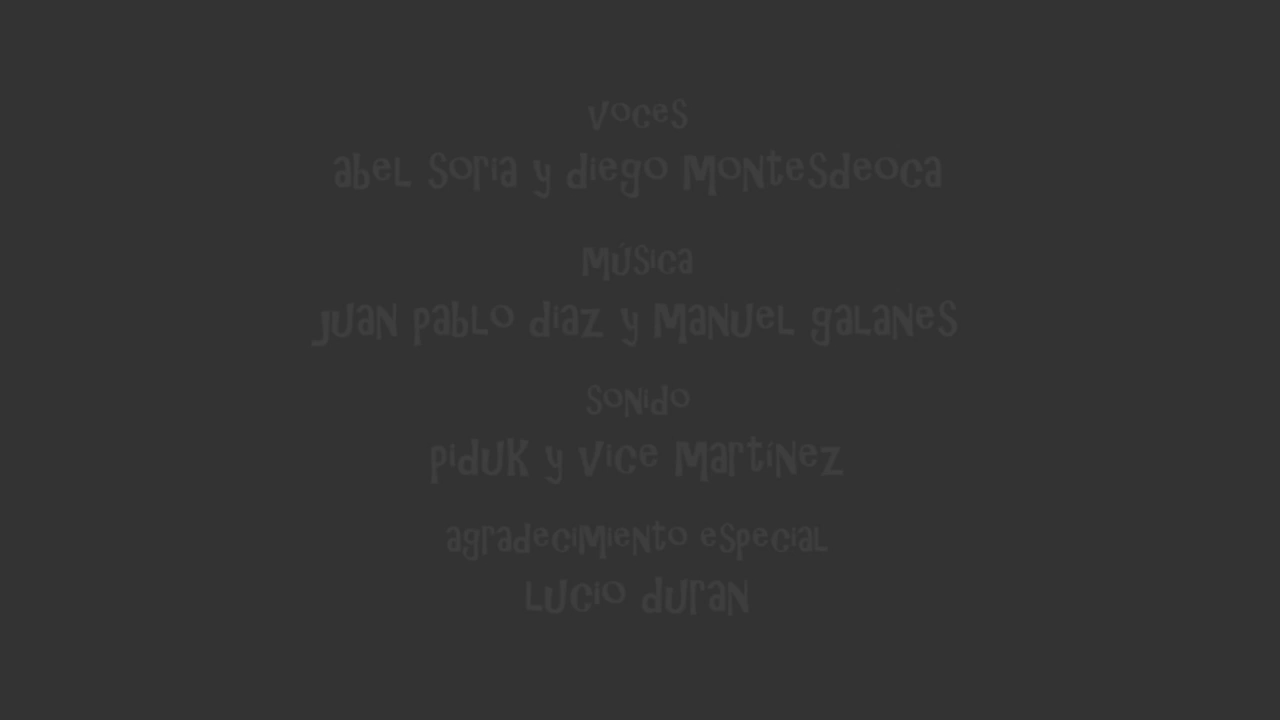 voces
abel Soria y diego Montesdeoca
Música
Juan pablo diaz y Manuel galanes
Sonido
piduk y Vice Martínez
agradecimiento especial
Lucio duran